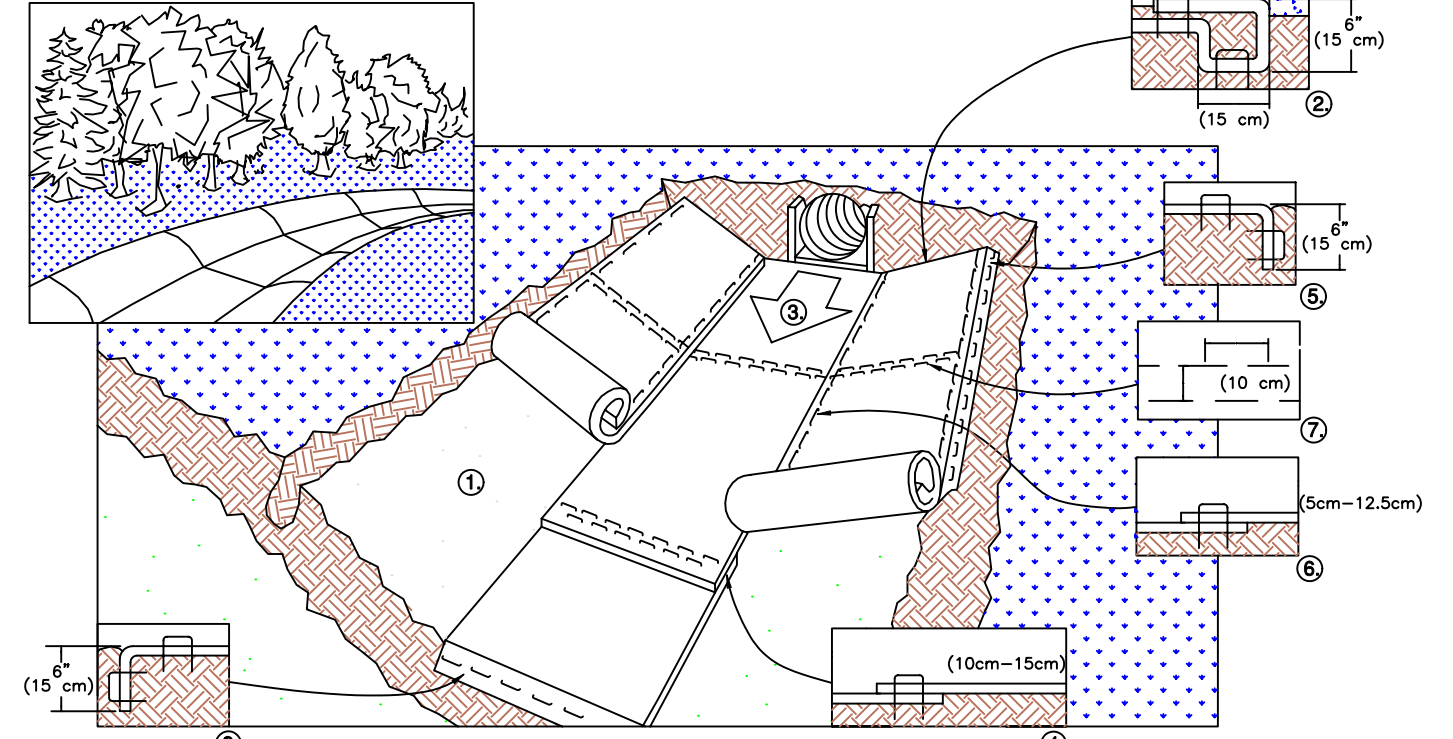 6"
(15 cm)
(15 cm)
2.
6"
(15 cm)
5.
3.
(10 cm)
7.
1.
(5cm-12.5cm)
6.
6"
(15 cm)
(10cm-15cm)